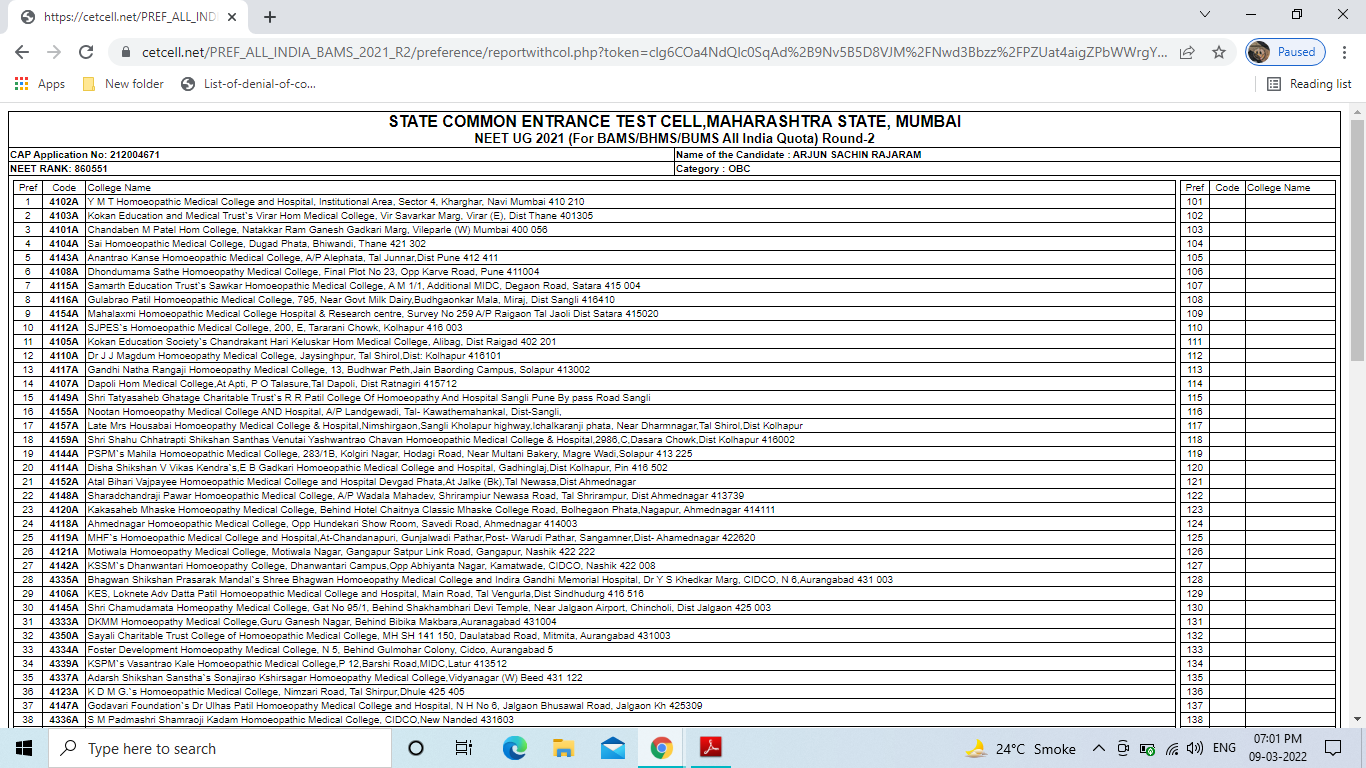 https://cetcell.net/PREF_ALL_IND
cetcell.net/PREF_ALL_INDIA_BAMS_2021_R2/preference/reportwithcol.php?token=clg6COa4NdQlc0SqAd%2B9Nv5B5D8VJM%2FNwd3Bbzz%2FPZUat4aigZPbWWrgY...
Paused
Apps
New folder
List-of-denial-of-co...
Reading list
STATE COMMON ENTRANCE TEST CELL,MAHARASHTRA STATE, MUMBAI
NEET UG 2021 (For BAMS/BHMS/BUMS All India Quota) Round-2
CAP Application No: 212004671 Name of the Candidate : ARJUN SACHIN RAJARAM
NEET RANK: 860551 Category : OBC
Pref Code College Name Pref Code College Name
1 4102A Y M T Homoeopathic Medical College and Hospital, Institutional Area, Sector 4, Kharghar, Navi Mumbai 410 210 101
2 4103A Kokan Education and Medical Trust`s Virar Hom Medical College, Vir Savarkar Marg, Virar (E), Dist Thane 401305 102
3 4101A Chandaben M Patel Hom College, Natakkar Ram Ganesh Gadkari Marg, Vileparle (W) Mumbai 400 056 103
4 4104A Sai Homoeopathic Medical College, Dugad Phata, Bhiwandi, Thane 421 302 104
5 4143A Anantrao Kanse Homoeopathic Medical College, A/P Alephata, Tal Junnar,Dist Pune 412 411 105
6 4108A Dhondumama Sathe Homoeopathy Medical College, Final Plot No 23, Opp Karve Road, Pune 411004 106
7 4115A Samarth Education Trust`s Sawkar Homoeopathic Medical College, A M 1/1, Additional MIDC, Degaon Road, Satara 415 004 107
8 4116A Gulabrao Patil Homoeopathic Medical College, 795, Near Govt Milk Dairy,Budhgaonkar Mala, Miraj, Dist Sangli 416410 108
9 4154A Mahalaxmi Homoeopathic Medical College Hospital & Research centre, Survey No 259 A/P Raigaon Tal Jaoli Dist Satara 415020 109
10 4112A SJPES`s Homoeopathic Medical College, 200, E, Tararani Chowk, Kolhapur 416 003 110
11 4105A Kokan Education Society`s Chandrakant Hari Keluskar Hom Medical College, Alibag, Dist Raigad 402 201 111
12 4110A Dr J J Magdum Homoeopathy Medical College, Jaysinghpur, Tal Shirol,Dist: Kolhapur 416101 112
13 4117A Gandhi Natha Rangaji Homoeopathy Medical College, 13, Budhwar Peth,Jain Baording Campus, Solapur 413002 113
14 4107A Dapoli Hom Medical College,At Apti, P O Talasure,Tal Dapoli, Dist Ratnagiri 415712 114
15 4149A Shri Tatyasaheb Ghatage Charitable Trust`s R R Patil College Of Homoeopathy And Hospital Sangli Pune By pass Road Sangli 115
16 4155A Nootan Homoeopathy Medical College AND Hospital, A/P Landgewadi, Tal- Kawathemahankal, Dist-Sangli, 116
17 4157A Late Mrs Housabai Homoeopathy Medical College & Hospital,Nimshirgaon,Sangli Kholapur highway,Ichalkaranji phata, Near Dharmnagar,Tal Shirol,Dist Kolhapur 117
18 4159A Shri Shahu Chhatrapti Shikshan Santhas Venutai Yashwantrao Chavan Homoeopathic Medical College & Hospital,2986,C,Dasara Chowk,Dist Kolhapur 416002 118
19 4144A PSPM`s Mahila Homoeopathic Medical College, 283/1B, Kolgiri Nagar, Hodagi Road, Near Multani Bakery, Magre Wadi,Solapur 413 225 119
20 4114A Disha Shikshan V Vikas Kendra`s,E B Gadkari Homoeopathic Medical College and Hospital, Gadhinglaj,Dist Kolhapur, Pin 416 502 120
21 4152A Atal Bihari Vajpayee Homoeopathic Medical College and Hospital Devgad Phata,At Jalke (Bk),Tal Newasa,Dist Ahmednagar 121
22 4148A Sharadchandraji Pawar Homoeopathic Medical College, A/P Wadala Mahadev, Shrirampiur Newasa Road, Tal Shrirampur, Dist Ahmednagar 413739 122
23 4120A Kakasaheb Mhaske Homoeopathy Medical College, Behind Hotel Chaitnya Classic Mhaske College Road, Bolhegaon Phata,Nagapur, Ahmednagar 414111 123
24 4118A Ahmednagar Homoeopathic Medical College, Opp Hundekari Show Room, Savedi Road, Ahmednagar 414003 124
25 4119A MHF`s Homoeopathic Medical College and Hospital,At-Chandanapuri, Gunjalwadi Pathar,Post- Warudi Pathar, Sangamner,Dist- Ahamednagar 422620 125
26 4121A Motiwala Homoeopathy Medical College, Motiwala Nagar, Gangapur Satpur Link Road, Gangapur, Nashik 422 222 126
27 4142A KSSM`s Dhanwantari Homoeopathy College, Dhanwantari Campus,Opp Abhiyanta Nagar, Kamatwade, CIDCO, Nashik 422 008 127
28 4335A Bhagwan Shikshan Prasarak Mandal`s Shree Bhagwan Homoeopathy Medical College and Indira Gandhi Memorial Hospital, Dr Y S Khedkar Marg, CIDCO, N 6,Aurangabad 431 003 128
29 4106A KES, Loknete Adv Datta Patil Homoeopathic Medical College and Hospital, Main Road, Tal Vengurla,Dist Sindhudurg 416 516 129
30 4145A Shri Chamudamata Homeopathy Medical College, Gat No 95/1, Behind Shakhambhari Devi Temple, Near Jalgaon Airport, Chincholi, Dist Jalgaon 425 003 130
31 4333A DKMM Homoeopathy Medical College,Guru Ganesh Nagar, Behind Bibika Makbara,Auranagabad 431004 131
32 4350A Sayali Charitable Trust College of Homoeopathic Medical College, MH SH 141 150, Daulatabad Road, Mitmita, Aurangabad 431003 132
33 4334A Foster Development Homoeopathy Medical College, N 5, Behind Gulmohar Colony, Cidco, Aurangabad 5 133
34 4339A KSPM`s Vasantrao Kale Homoeopathic Medical College,P 12,Barshi Road,MIDC,Latur 413512 134
35 4337A Adarsh Shikshan Sanstha`s Sonajirao Kshirsagar Homoeopathic Medical College,Vidyanagar (W) Beed 431 122 135
36 4123A K D M G.`s Homoeopathic Medical College, Nimzari Road, Tal Shirpur,Dhule 425 405 136
37 4147A Godavari Foundation`s Dr Ulhas Patil Homoeopathic Medical College and Hospital, N H No 6, Jalgaon Bhusawal Road, Jalgaon Kh 425309 137
38 4336A S M Padmashri Shamraoji Kadam Homoeopathic Medical College, CIDCO,New Nanded 431603 138
Type here to search
24°C Smoke
ENG
07:01 PM
09-03-2022